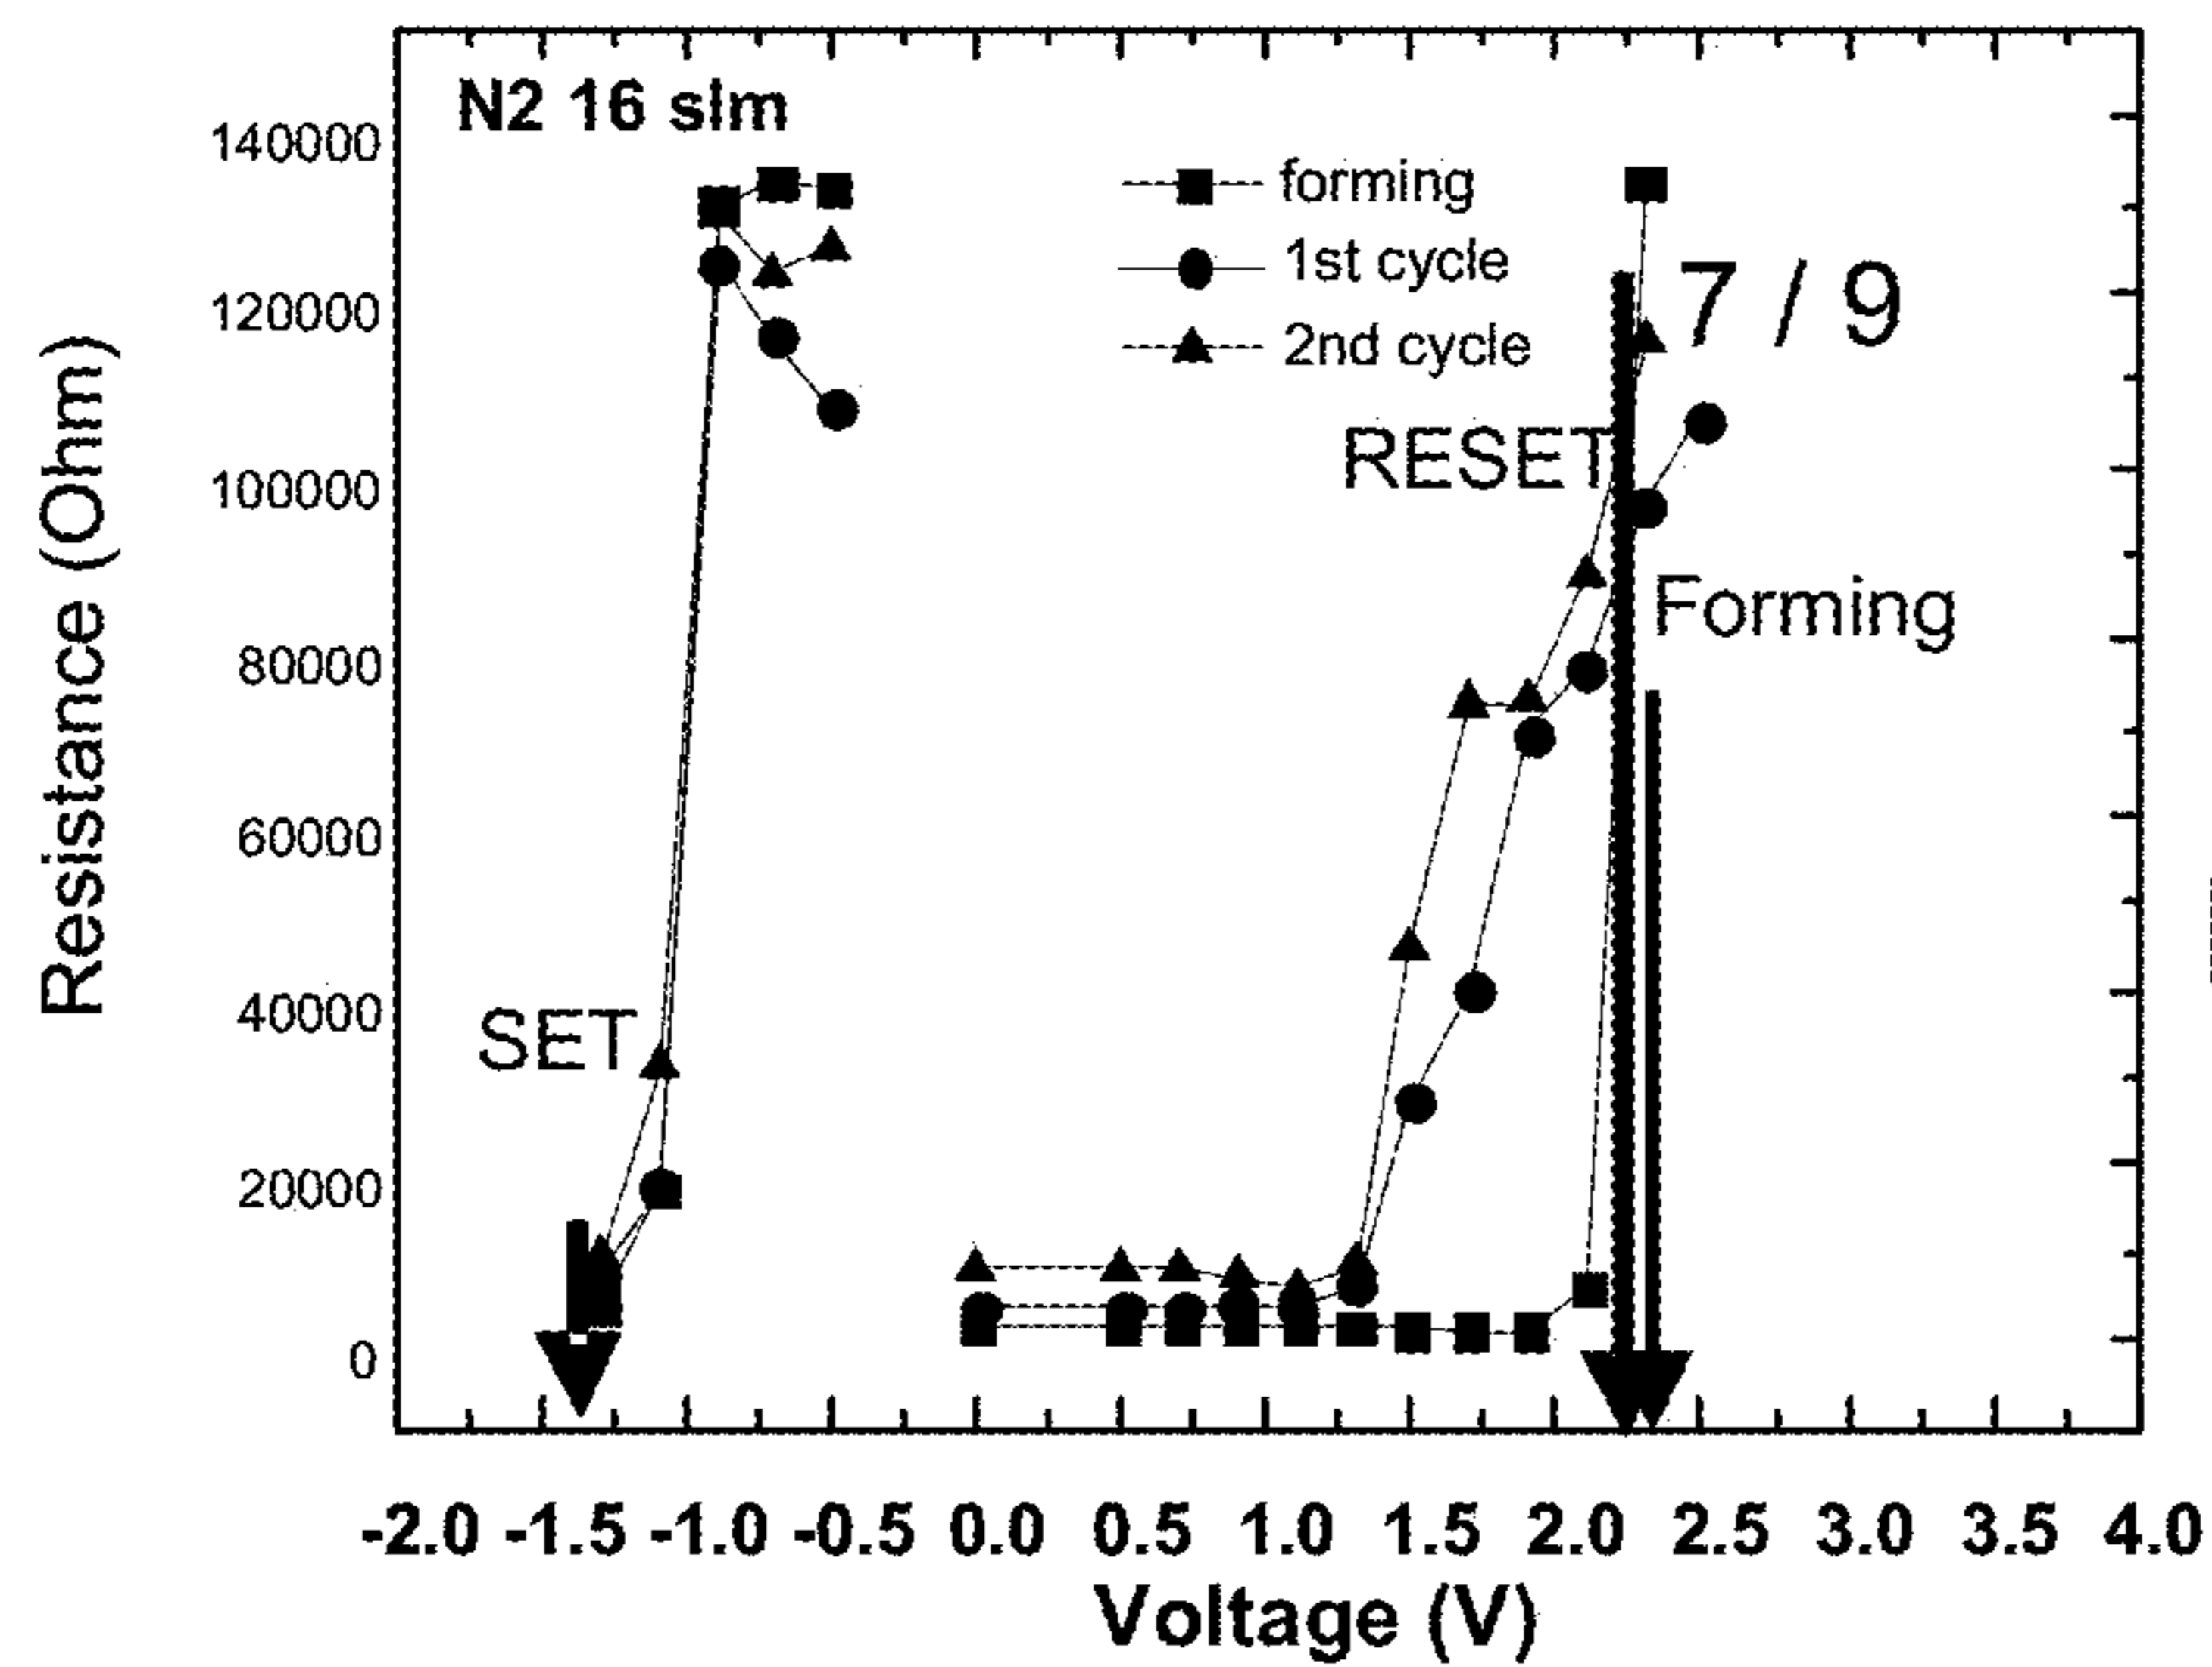 N2 16 slm
140000
120000
100000
80000
60000
40000
20000
0
Resistance (Ohm)
forming
1st cycle
2nd cycle
7 / 9
RESET
Forming
SET
-2.0 -1.5 -1.0 -0.5 0.0 0.5 1.0 1.5 2.0 2.5 3.0 3.5 4.0
Voltage (V)